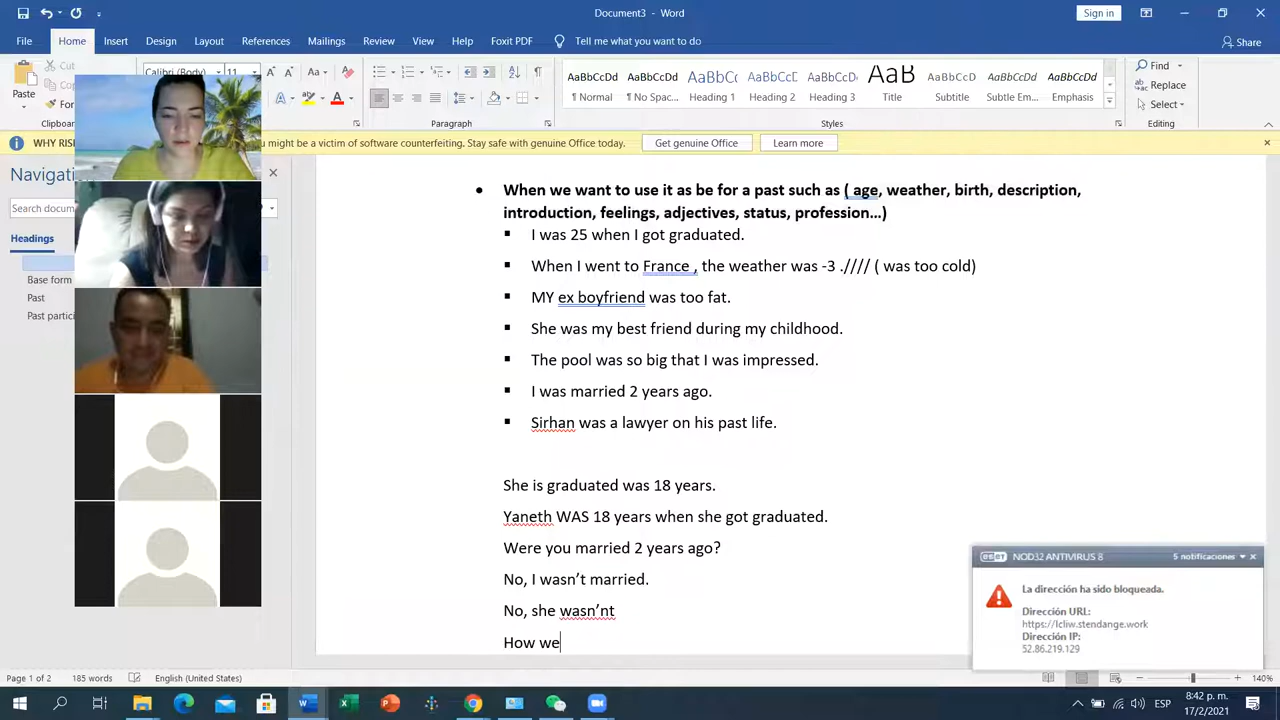 Document3 - Word
Sign in
File Home Insert Design Layout References Mailings Review View Help Foxit PDF Tell me what you want to do Share
Calibri (Body) 11
Paste
Clipbo
Paragraph
AaBbCcDd AaBbCcDd AaBbC( AaBbCcD AaBbCcD AaB AaBbCcD AaBbCcDd AaBbCcDd
¶ Normal ¶ No Spac... Heading 1 Heading 2 Heading 3 Title Subtitle Subtle Em... Emphasis
Styles
Find
Replace
Select
Editing
WHY RIS
u might be a victim of software counterfeiting. Stay safe with genuine Office today.
Get genuine Office
Learn more
Navigat
Search docum
Headings
Base form
Past
Past partici
• When we want to use it as be for a past such as ( age, weather, birth, description,
introduction, feelings, adjectives, status, profession…)
▪ I was 25 when I got graduated.
▪ When I went to France , the weather was -3 .//// ( was too cold)
▪ MY ex boyfriend was too fat.
▪ She was my best friend during my childhood.
▪ The pool was so big that I was impressed.
▪ I was married 2 years ago.
▪ Sirhan was a lawyer on his past life.
She is graduated was 18 years.
Yaneth WAS 18 years when she got graduated.
Were you married 2 years ago?
No, I wasn’t married.
No, she wasn’nt
How we
eset NOD32 ANTIVIRUS 8
5 notificaciones
La dirección ha sido bloqueada.
Dirección URL:
https://lcliw.stendange.work
Dirección IP:
52.86.219.129
Page 1 of 2 185 words English (United States)
140%
ESP
8:42 p. m.
17/2/2021